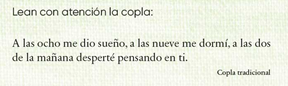 Lean con atención la copla:
A las ocho me dio sueño, a las nueve me dormí, a las dos
de la mañana desperté pensando en ti.
Copla tradicional